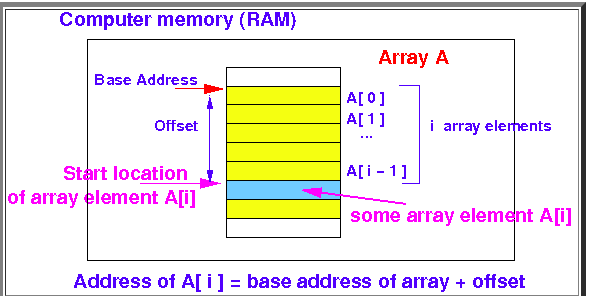 Computer memory (RAM)
Array A
Base Address
A[ 0 ]
A[ 1 ]
...
Offset
i array elements
A[ i – 1 ]
Start location
of array element A[i]
some array element A[i]
Address of A[ i ] = base address of array + offset